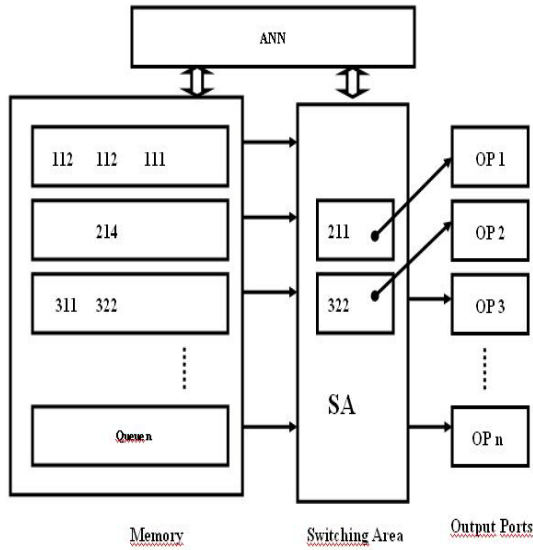 ANN
112 112 111
214
311 322
Queue n
211
322
SA
OP 1
OP 2
OP 3
OP n
Memory
Switching Area
Output Ports